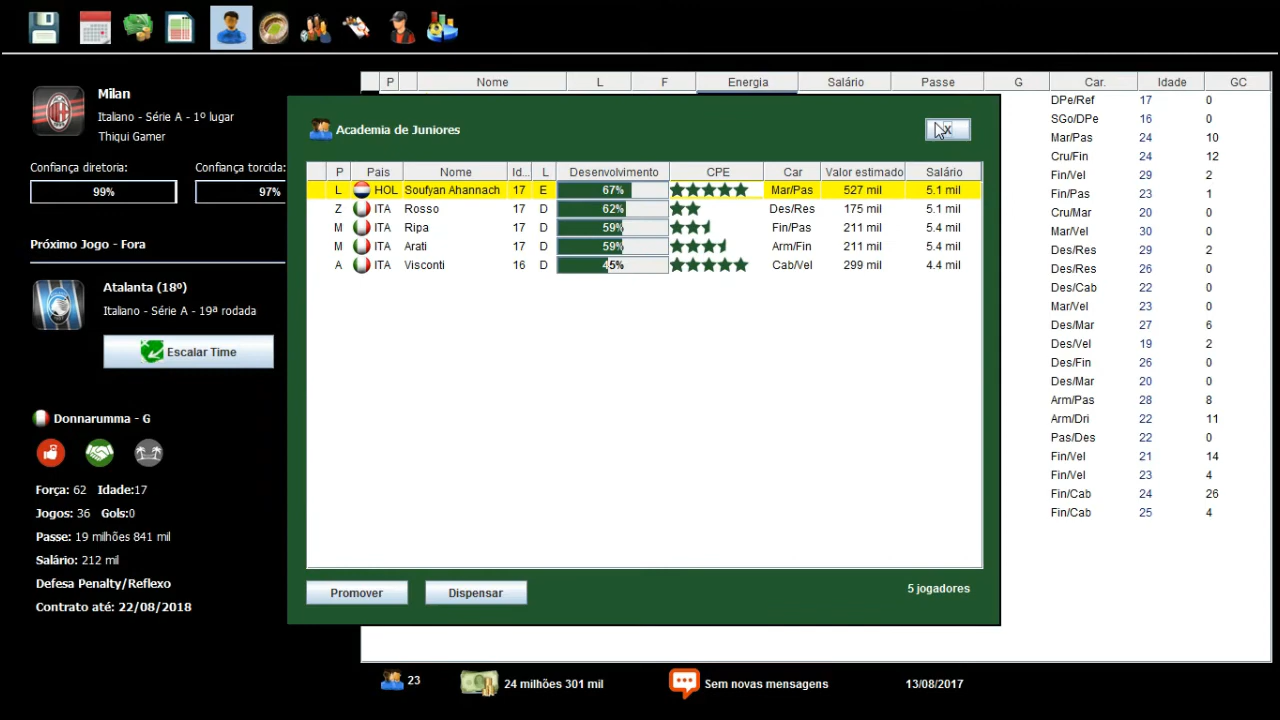 P Nome L F Energia Salário Passe G Car. Idade GC
Milan
Italiano - Série A - 1º lugar
Thiqui Gamer
Confiança diretoria: Confiança torcida:
99% 97%
Próximo Jogo - Fora
Atalanta (18º)
Italiano - Série A - 19ª rodada
Escalar Time
Donnarumma - G
Força: 62 Idade:17
Jogos: 36 Gols:0
Passe: 19 milhões 841 mil
Salário: 212 mil
Defesa Penalty/Reflexo
Contrato até: 22/08/2018
Academia de Juniores
X
P Pais Nome Id... L Desenvolvimento CPE Car Valor estimado Salário
L HOL Soufyan Ahannach 17 E 67% Mar/Pas 527 mil 5.1 mil
Z ITA Rosso 17 D 62% Des/Res 175 mil 5.1 mil
M ITA Ripa 17 D 59% Fin/Pas 211 mil 5.4 mil
M ITA Arati 17 D 59% Arm/Fin 211 mil 5.4 mil
A ITA Visconti 16 D 45% Cab/Vel 299 mil 4.4 mil
Promover Dispensar 5 jogadores
DPe/Ref 17 0
SGo/DPe 16 0
Mar/Pas 24 10
Cru/Fin 24 12
Fin/Vel 29 2
Fin/Pas 23 1
Cru/Mar 20 0
Mar/Vel 30 0
Des/Res 29 2
Des/Res 26 0
Des/Cab 22 0
Mar/Vel 23 0
Des/Mar 27 6
Des/Vel 19 2
Des/Fin 26 0
Des/Mar 20 0
Arm/Pas 28 8
Arm/Dri 22 11
Pas/Des 22 0
Fin/Vel 21 14
Fin/Vel 23 4
Fin/Cab 24 26
Fin/Cab 25 4
23 24 milhões 301 mil Sem novas mensagens 13/08/2017